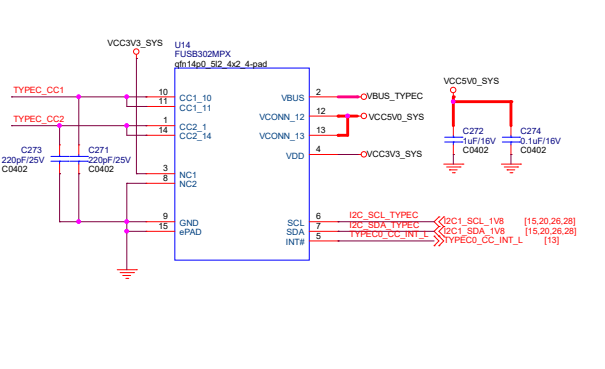 VCC3V3_SYS
U14
FUSB302MPX
qfn14p0_5l2_4x2_4-pad
TYPEC_CC1
10
11
CC1_10
CC1_11
TYPEC_CC2
1
14
CC2_1
CC2_14
C273
220pF/25V
C0402
C271
220pF/25V
C0402
3
8
NC1
NC2
9
15
GND
ePAD
VBUS
2
VBUS_TYPEC
VCONN_12
12
VCC5V0_SYS
VCONN_13
13
VDD
4
VCC3V3_SYS
SCL
6
I2C_SCL_TYPEC
I2C1_SCL_1V8
[15,20,26,28]
SDA
7
I2C_SDA_TYPEC
I2C1_SDA_1V8
[15,20,26,28]
INT#
5
TYPEC0_CC_INT_L
TYPEC0_CC_INT_L
[13]
VCC5V0_SYS
C272
1uF/16V
C0402
C274
0.1uF/16V
C0402